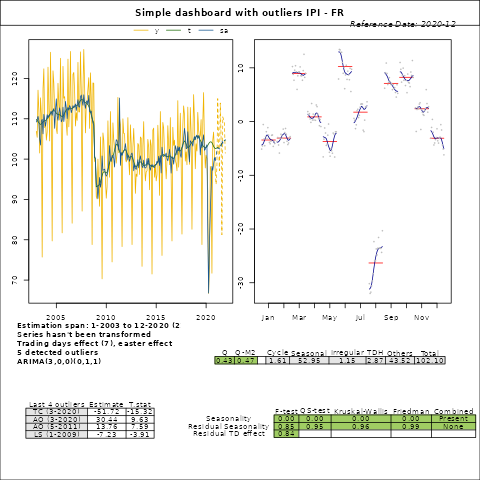 Simple dashboard with outliers IPI - FR
Reference Date: 2020-12
y t sa
120
110
100
90
80
70
2005 2010 2015 2020
10
0
-10
-20
-30
Jan Mar May Jul Sep Nov
Estimation span: 1-2003 to 12-2020 (2
Series hasn't been transformed
Trading days effect (7), easter effect
5 detected outliers
ARIMA(3,0,0)(0,1,1)
Q Q-M2 Cycle Seasonal Irregular TDH Others Total
0.43 0.47 1.61 52.95 1.15 2.87 43.52 102.10
Last 4 outliers Estimate T.stat
TC (3-2020) -51.72 -15.32
AO (3-2020) 30.44 9.63
AO (5-2011) 13.76 7.59
LS (1-2009) -7.23 -3.91
F-test QS-test Kruskal-Wallis Friedman Combined
Seasonality 0.00 0.00 0.00 0.00 Present
Residual Seasonality 0.85 0.95 0.96 0.99 None
Residual TD effect 0.84